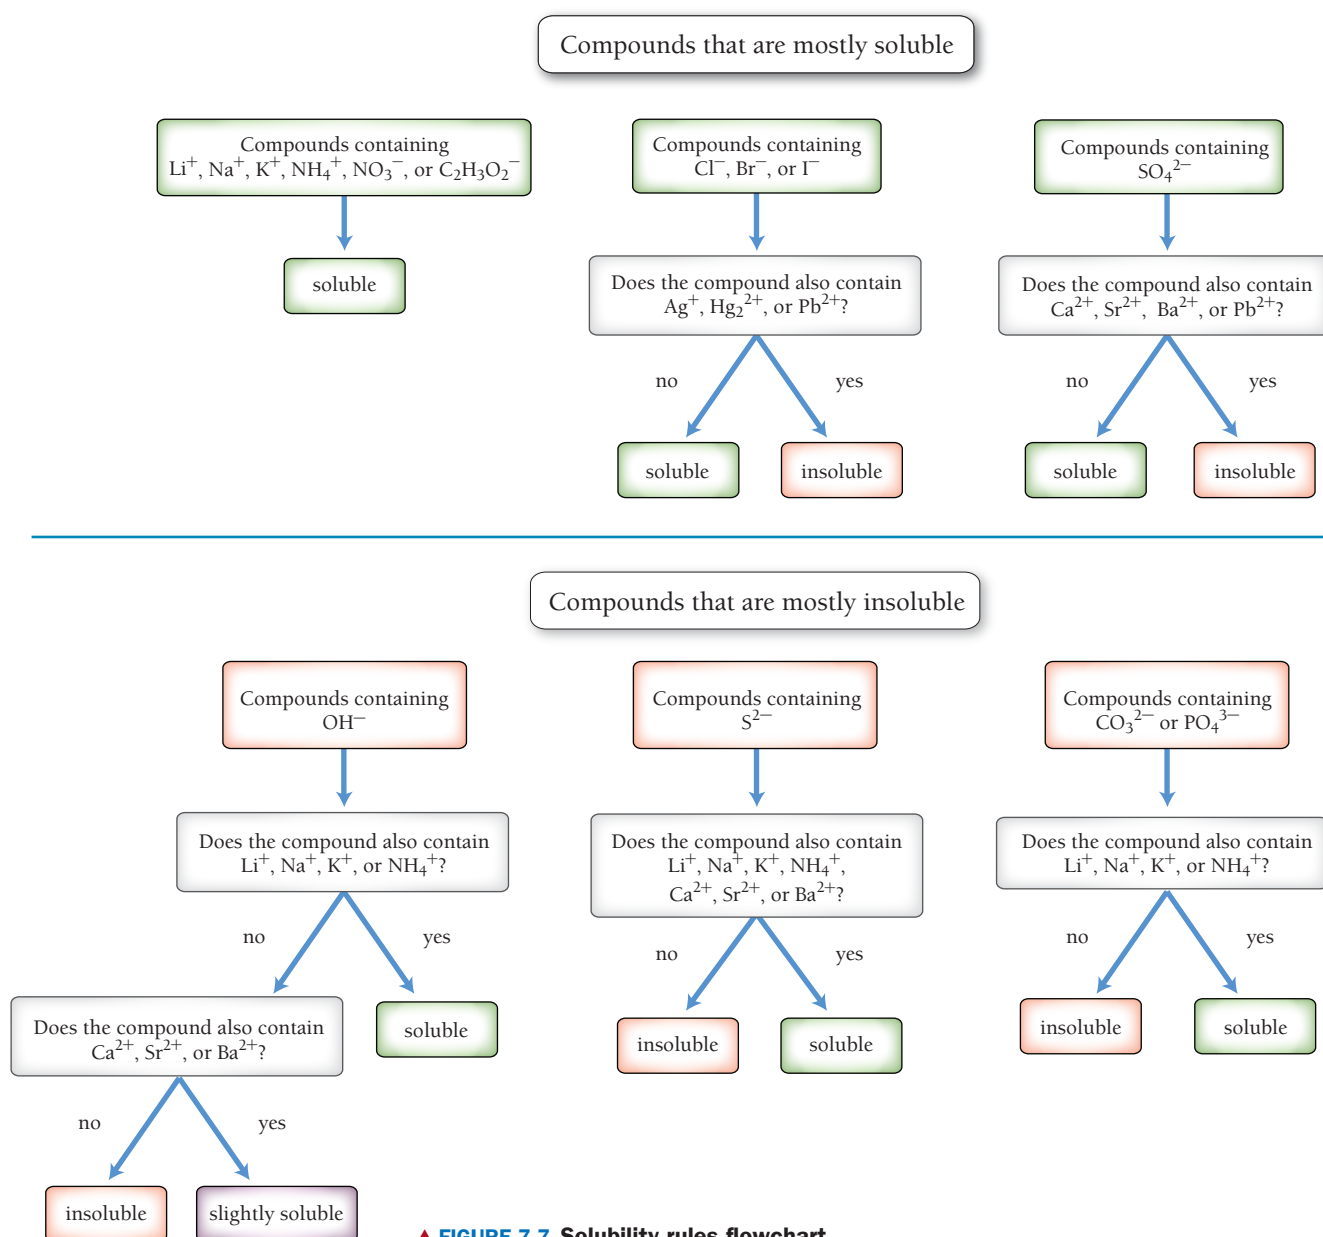 Compounds that are mostly soluble
Compounds containing
Li⁺, Na⁺, K⁺, NH₄⁺, NO₃⁻, or C₂H₃O₂⁻
soluble
Compounds containing
Cl⁻, Br⁻, or I⁻
Does the compound also contain
Ag⁺, Hg₂²⁺, or Pb²⁺?
no
yes
soluble
insoluble
Compounds containing
SO₄²⁻
Does the compound also contain
Ca²⁺, Sr²⁺, Ba²⁺, or Pb²⁺?
no
yes
soluble
insoluble
Compounds that are mostly insoluble
Compounds containing
OH⁻
Does the compound also contain
Li⁺, Na⁺, K⁺, or NH₄⁺?
no
yes
Does the compound also contain
Ca²⁺, Sr²⁺, or Ba²⁺?
soluble
no
yes
insoluble
slightly soluble
Compounds containing
S²⁻
Does the compound also contain
Li⁺, Na⁺, K⁺, NH₄⁺,
Ca²⁺, Sr²⁺, or Ba²⁺?
no
yes
insoluble
soluble
Compounds containing
CO₃²⁻ or PO₄³⁻
Does the compound also contain
Li⁺, Na⁺, K⁺, or NH₄⁺?
no
yes
insoluble
soluble
▲ FIGURE 7.7 Solubility rules flowchart